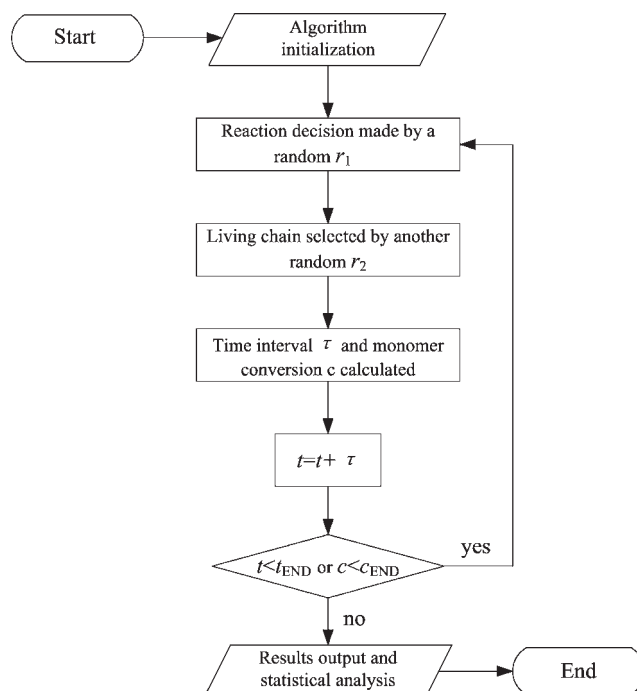 Start
Algorithm
initialization
Reaction decision made by a
random r₁
Living chain selected by another
random r₂
Time interval τ and monomer
conversion c calculated
t=t+ τ
t<tEND or c<cEND
yes
no
Results output and
statistical analysis
End